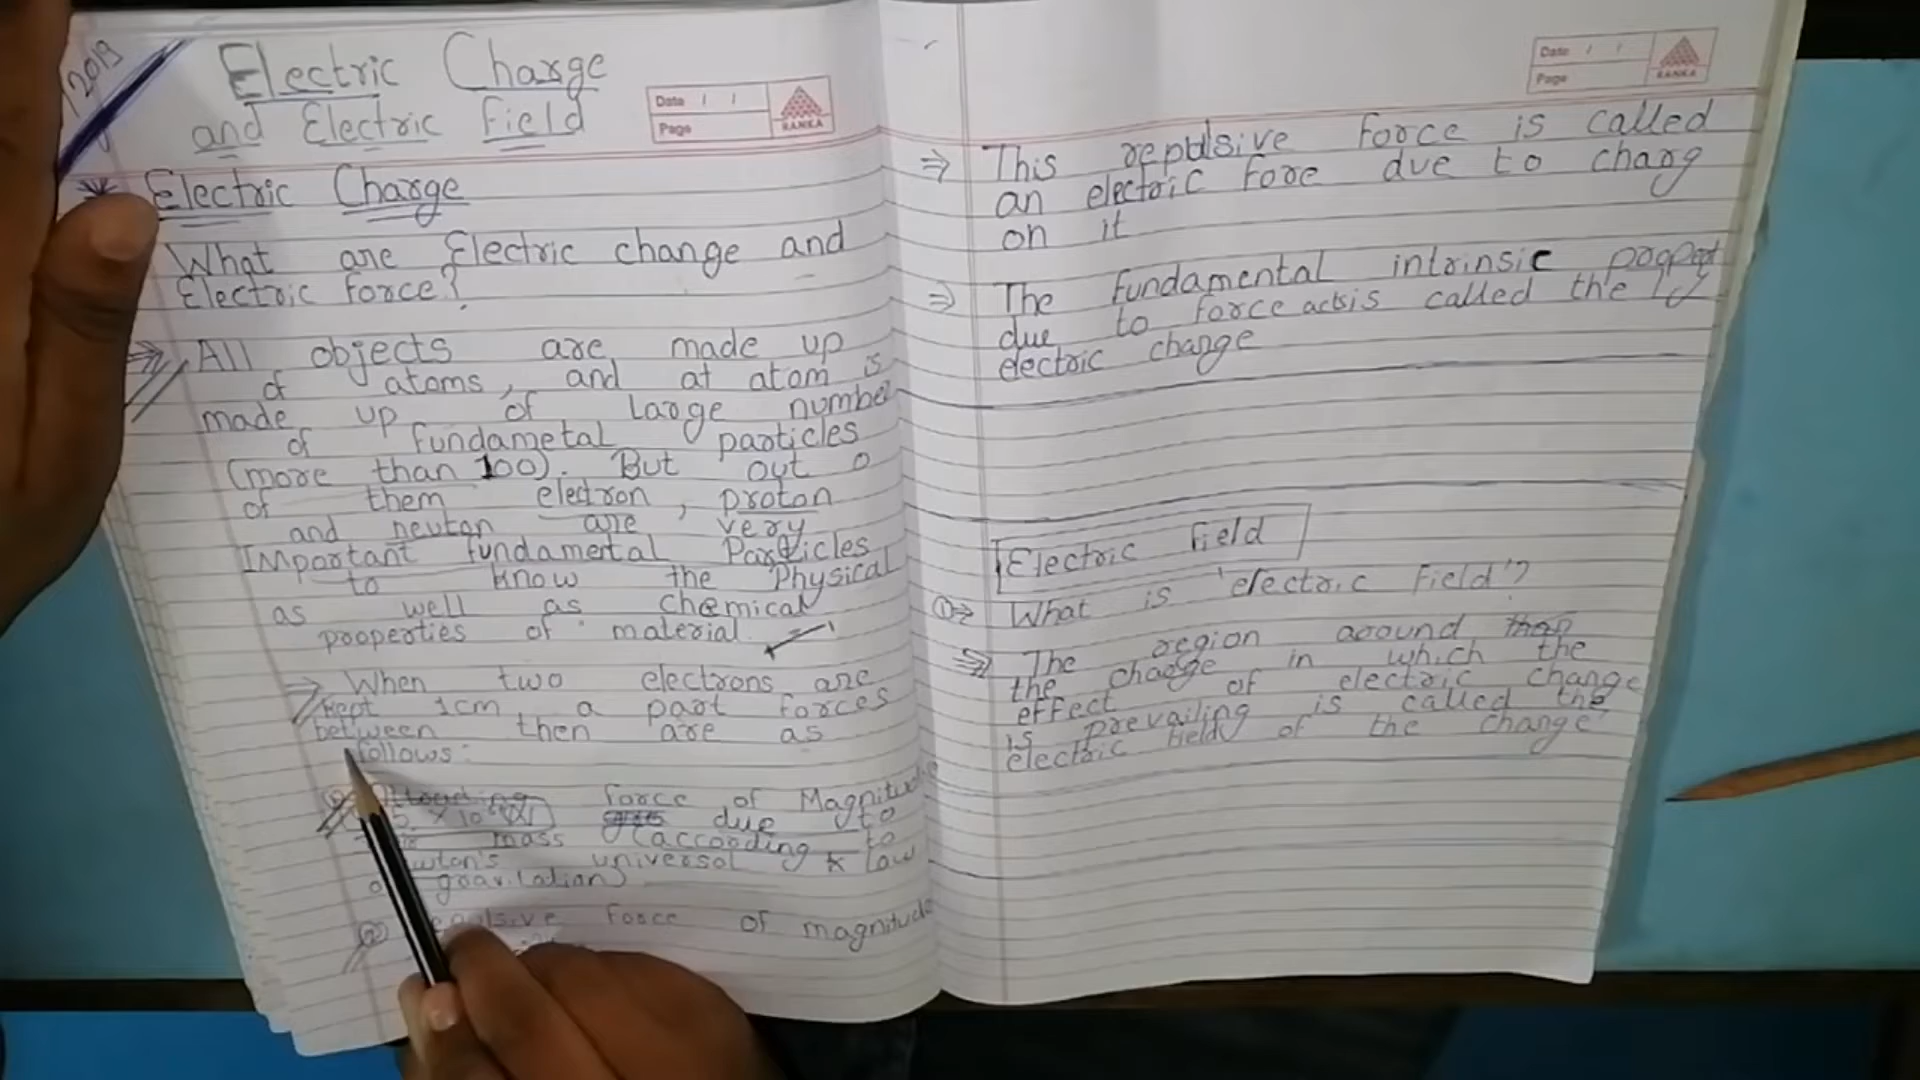 2019
Electric Charge
and Electric Field
Date / /
Page
RANKA
Electric Charge
What are Electric change and
Electric force?
All objects are made up
of atoms, and at atom is
made up of large number
of fundametal particles
(more than 100). But out o
of them electron, proton
and neuton are very
Important fundamental Particles
to know the Physical
as well as chemical
properties of material
⇒ When two electrons are
Kept 1cm, a part forces
between then are as
follows:
force of Magnitude
due to
mass (according to
universal law
gravitation)
force of magnitude
Date / /
Page
RANKA
⇒ This repulsive force is called
an electric Fore due to charg
on it
⇒ The fundamental intrinsic
due to force acts is called the
electric change
Electric Field
① ⇒ What is 'electric Field'?
⇒ The region around
the charge in which the
effect of electric change
is prevailing is called the
electric field of the change